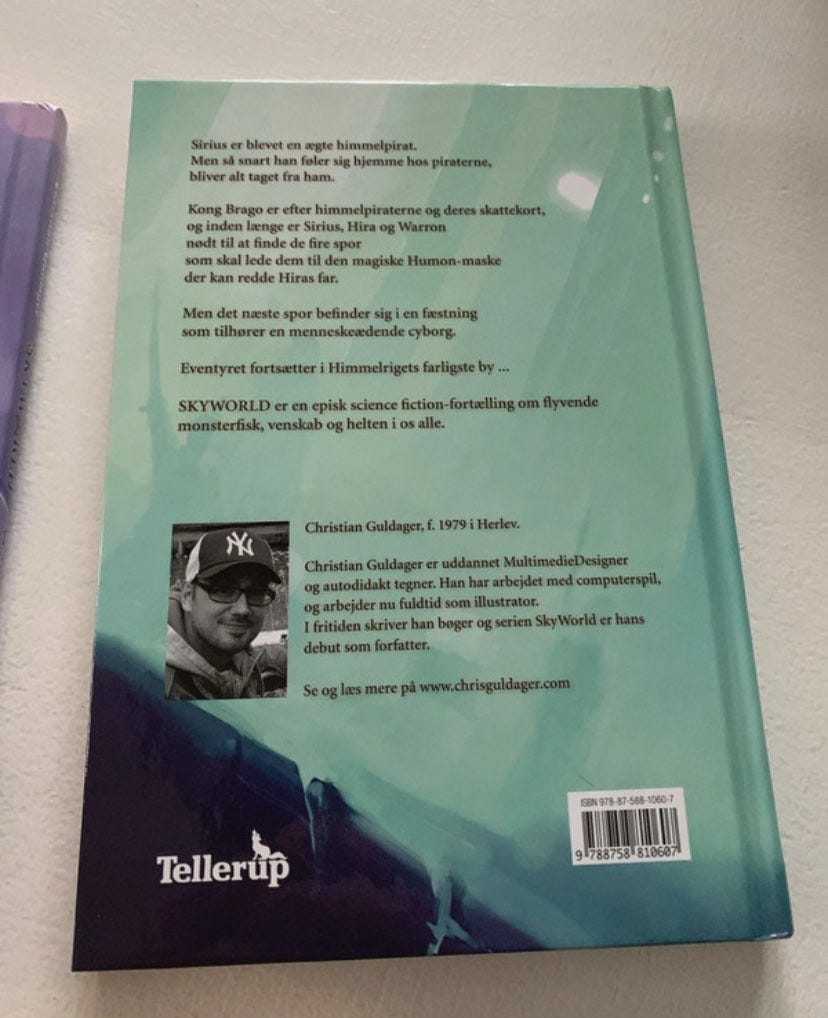 Sirius er blevet en ægte himmelpirat.
Men så snart han føler sig hjemme hos piraterne,
bliver alt taget fra ham.
Kong Brago er efter himmelpiraterne og deres skattekort,
og inden længe er Sirius, Hira og Warron
nødt til at finde de fire spor
som skal lede dem til den magiske Humon-maske
der kan redde Hiras far.
Men det næste spor befinder sig i en fæstning
som tilhører en menneskeædende cyborg.
Eventyret fortsætter i Himmelrigets farligste by ...
SKYWORLD er en episk science fiction-fortælling om flyvende
monsterfisk, venskab og helten i os alle.
NY
Christian Guldager, f. 1979 i Herlev.
Christian Guldager er uddannet MultimedieDesigner
og autodidakt tegner. Han har arbejdet med computerspil,
og arbejder nu fuldtid som illustrator.
I fritiden skriver han bøger og serien SkyWorld er hans
debut som forfatter.
Se og læs mere på www.chrisguldager.com
Tellerup
ISBN 978-87-588-1060-7
9 788758 810607